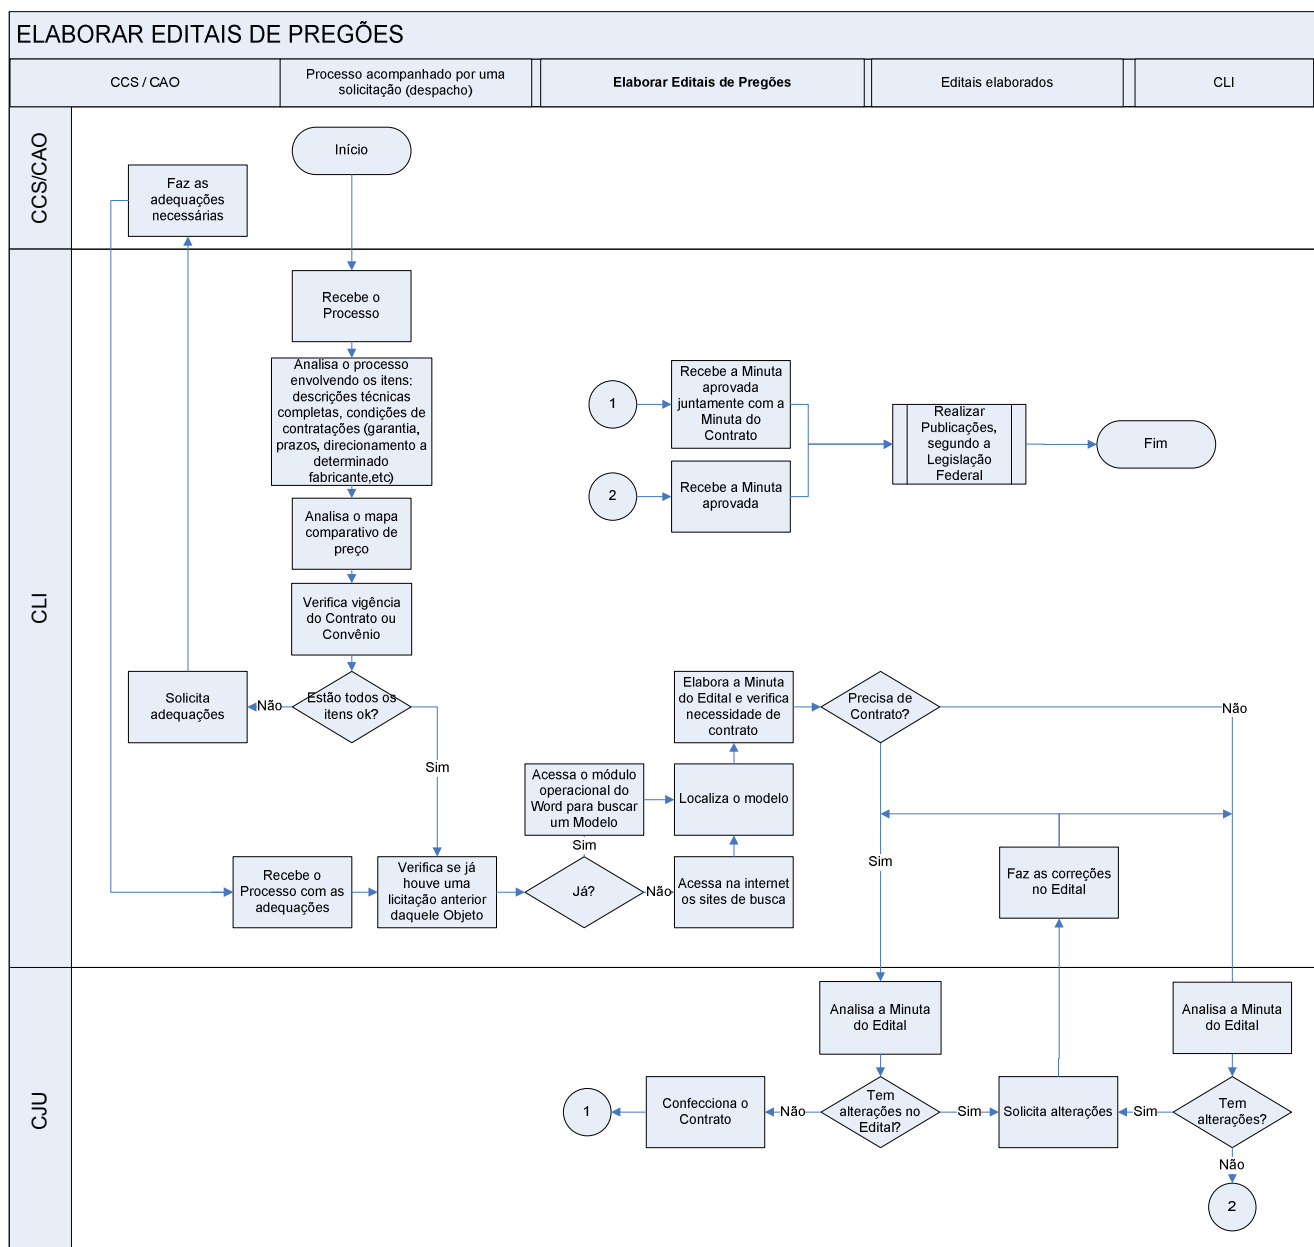 ELABORAR EDITAIS DE PREGÕES
CCS / CAO
Processo acompanhado por uma
solicitação (despacho)
Elaborar Editais de Pregões
Editais elaborados
CLI
CCS/CAO
Início
Faz as
adequações
necessárias
CLI
Recebe o
Processo
Analisa o processo
envolvendo os itens:
descrições técnicas
completas, condições de
contratações (garantia,
prazos, direcionamento a
determinado
fabricante,etc)
Analisa o mapa
comparativo de
preço
Verifica vigência
do Contrato ou
Convênio
Estão todos os
itens ok?
Não
Solicita
adequações
Sim
Recebe o
Processo com as
adequações
Verifica se já
houve uma
licitação anterior
daquele Objeto
Já?
Sim
Não
Acessa o módulo
operacional do
Word para buscar
um Modelo
Acessa na internet
os sites de busca
Localiza o modelo
Elabora a Minuta
do Edital e verifica
necessidade de
contrato
Precisa de
Contrato?
Não
Sim
Faz as correções
no Edital
1
Recebe a Minuta
aprovada
juntamente com a
Minuta do
Contrato
2
Recebe a Minuta
aprovada
Realizar
Publicações,
segundo a
Legislação
Federal
Fim
CJU
Analisa a Minuta
do Edital
Tem
alterações no
Edital?
Não
Confecciona o
Contrato
1
Sim
Solicita alterações
Sim
Analisa a Minuta
do Edital
Tem
alterações?
Não
2